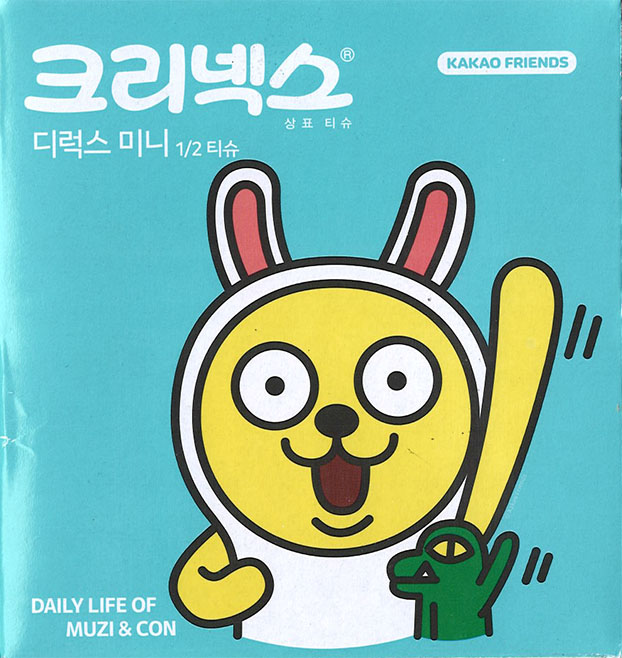 크리넥스®
KAKAO FRIENDS
상표 티슈
디럭스 미니 1/2 티슈
DAILY LIFE OF
MUZI & CON